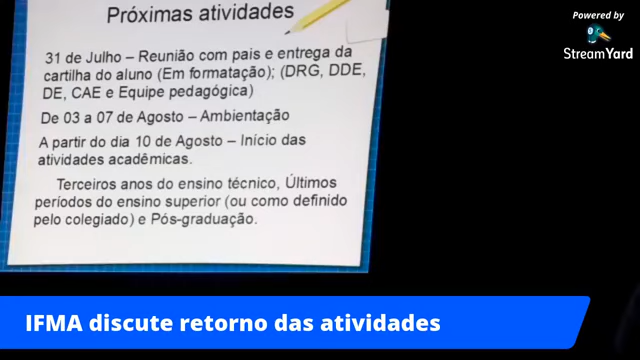 Próximas atividades
Powered by
StreamYard
31 de Julho – Reunião com pais e entrega da
cartilha do aluno (Em formatação); (DRG, DDE,
DE, CAE e Equipe pedagógica)
De 03 a 07 de Agosto – Ambientação
A partir do dia 10 de Agosto – Início das
atividades acadêmicas.
Terceiros anos do ensino técnico, Últimos
períodos do ensino superior (ou como definido
pelo colegiado) e Pós-graduação.
IFMA discute retorno das atividades